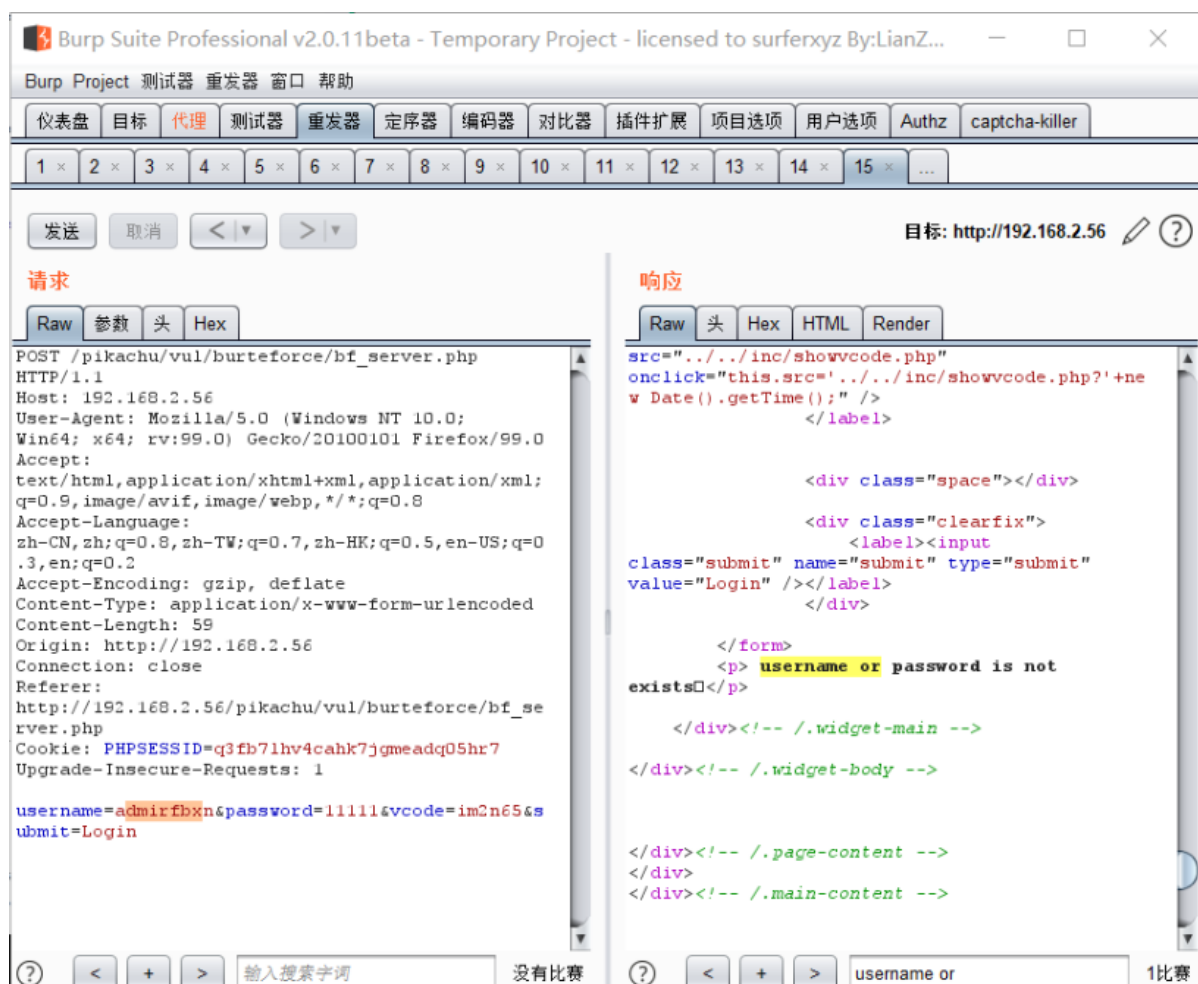 Burp Suite Professional v2.0.11beta - Temporary Project - licensed to surferxyz By:LianZ...
Burp Project 测试器 重发器 窗口 帮助
仪表盘 目标 代理 测试器 重发器 定序器 编码器 对比器 插件扩展 项目选项 用户选项 Authz captcha-killer
1 × 2 × 3 × 4 × 5 × 6 × 7 × 8 × 9 × 10 × 11 × 12 × 13 × 14 × 15 × ...
发送 取消 < ▼ > ▼ 目标: http://192.168.2.56
请求
Raw 参数 头 Hex
POST /pikachu/vul/burteforce/bf_server.php
HTTP/1.1
Host: 192.168.2.56
User-Agent: Mozilla/5.0 (Windows NT 10.0;
Win64; x64; rv:99.0) Gecko/20100101 Firefox/99.0
Accept:
text/html,application/xhtml+xml,application/xml;
q=0.9,image/avif,image/webp,*/*;q=0.8
Accept-Language:
zh-CN,zh;q=0.8,zh-TW;q=0.7,zh-HK;q=0.5,en-US;q=0
.3,en;q=0.2
Accept-Encoding: gzip, deflate
Content-Type: application/x-www-form-urlencoded
Content-Length: 59
Origin: http://192.168.2.56
Connection: close
Referer:
http://192.168.2.56/pikachu/vul/burteforce/bf_se
rver.php
Cookie: PHPSESSID=q3fb7lhv4cahk7jgmeadq05hr7
Upgrade-Insecure-Requests: 1
username=admirfbxn&password=11111&vcode=im2n65&s
ubmit=Login
? < + > 输入搜索字词 没有比赛
响应
Raw 头 Hex HTML Render
src="../../inc/showvcode.php"
onclick="this.src='../../inc/showvcode.php?'+ne
w Date().getTime();" />
</label>
<div class="space"></div>
<div class="clearfix">
<label><input
class="submit" name="submit" type="submit"
value="Login" /></label>
</div>
</form>
<p> username or password is not
exists□</p>
</div><!-- /.widget-main -->
</div><!-- /.widget-body -->
</div><!-- /.page-content -->
</div>
</div><!-- /.main-content -->
? < + > username or 1比赛